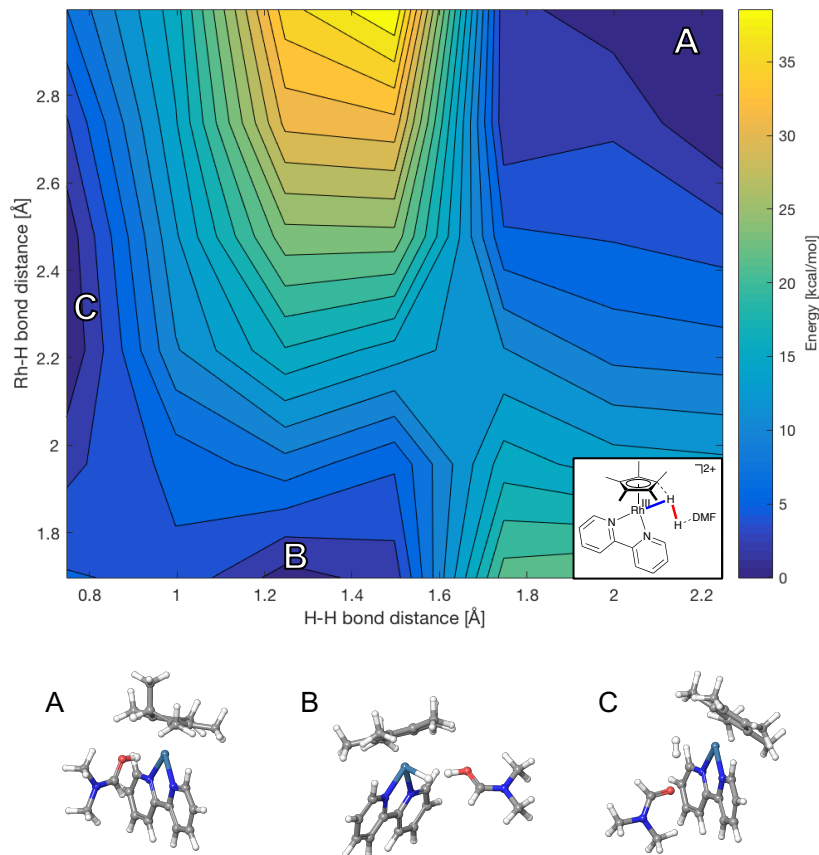 A
C
B
2.8
2.6
2.4
2.2
2
1.8
Rh-H bond distance [Å]
0.8 1 1.2 1.4 1.6 1.8 2 2.2
H-H bond distance [Å]
35
30
25
20
15
10
5
0
Energy [kcal/mol]
2+
Rh III H
H DMF
N N
A B C